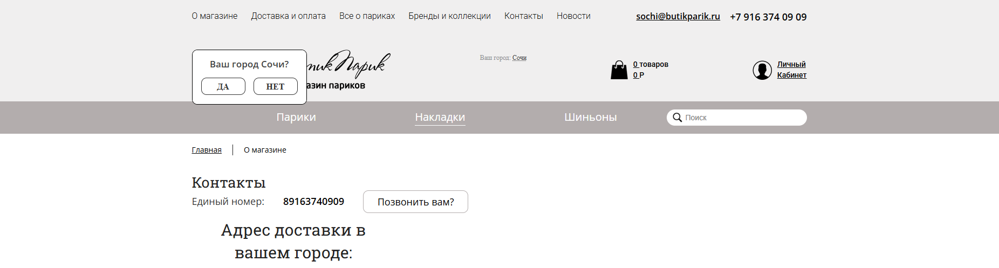 О магазине Доставка и оплата Все о париках Бренды и коллекции Контакты Новости sochi@butikparik.ru +7 916 374 09 09
Ваш город: Сочи
Ваш город Сочи?
ДА НЕТ
Парик
париков
0 товаров
0 Р
Личный
Кабинет
Парики Накладки Шиньоны Поиск
Главная О магазине
Контакты
Единый номер: 89163740909 Позвонить вам?
Адрес доставки в
вашем городе: